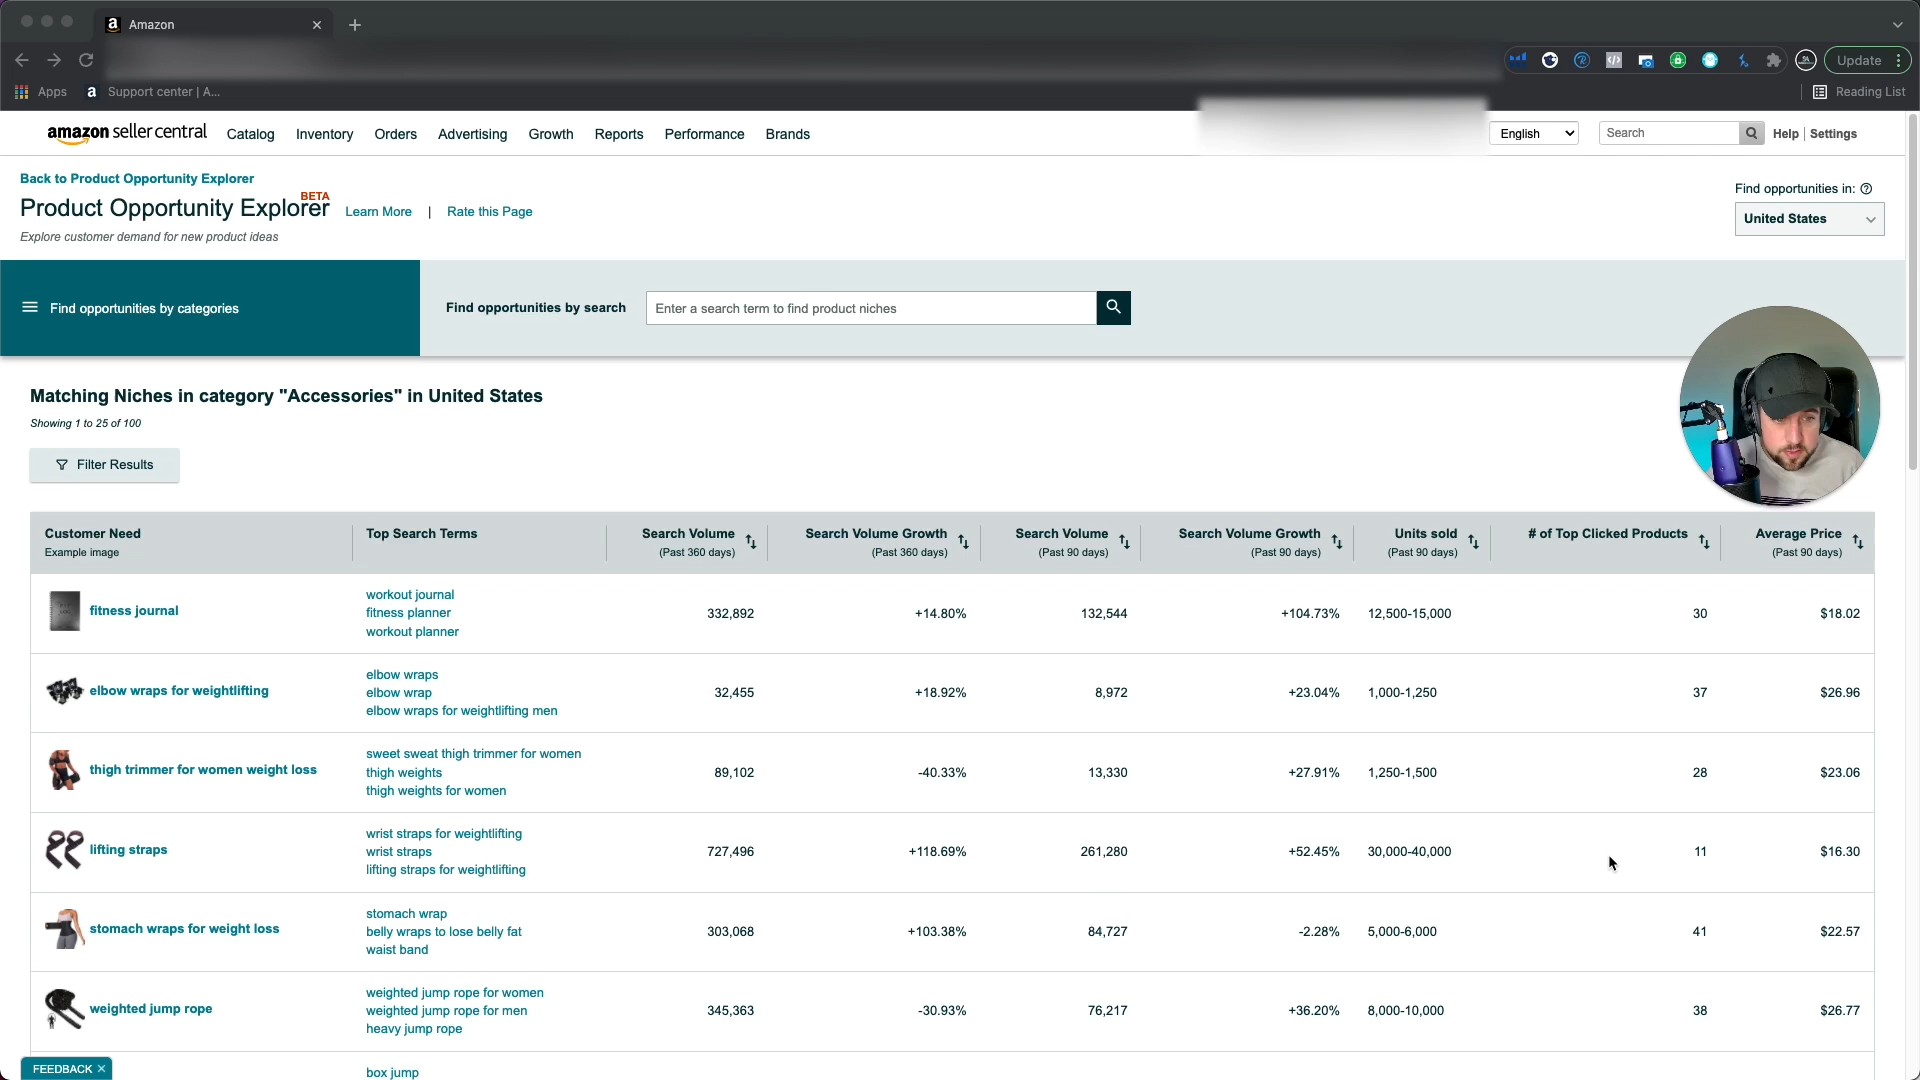 Amazon
Update
Apps
Support center | A...
Reading List
amazon seller central
Catalog
Inventory
Orders
Advertising
Growth
Reports
Performance
Brands
English
Search
Help
Settings
Back to Product Opportunity Explorer
Product Opportunity Explorer
BETA
Learn More | Rate this Page
Explore customer demand for new product ideas
Find opportunities in:
United States
Find opportunities by categories
Find opportunities by search
Enter a search term to find product niches
Matching Niches in category "Accessories" in United States
Showing 1 to 25 of 100
Filter Results
Customer Need
Example image
Top Search Terms
Search Volume
(Past 360 days)
Search Volume Growth
(Past 360 days)
Search Volume
(Past 90 days)
Search Volume Growth
(Past 90 days)
Units sold
(Past 90 days)
# of Top Clicked Products
Average Price
(Past 90 days)
fitness journal
workout journal
fitness planner
workout planner
332,892
+14.80%
132,544
+104.73%
12,500-15,000
30
$18.02
elbow wraps for weightlifting
elbow wraps
elbow wrap
elbow wraps for weightlifting men
32,455
+18.92%
8,972
+23.04%
1,000-1,250
37
$26.96
thigh trimmer for women weight loss
sweet sweat thigh trimmer for women
thigh weights
thigh weights for women
89,102
-40.33%
13,330
+27.91%
1,250-1,500
28
$23.06
lifting straps
wrist straps for weightlifting
wrist straps
lifting straps for weightlifting
727,496
+118.69%
261,280
+52.45%
30,000-40,000
11
$16.30
stomach wraps for weight loss
stomach wrap
belly wraps to lose belly fat
waist band
303,068
+103.38%
84,727
-2.28%
5,000-6,000
41
$22.57
weighted jump rope
weighted jump rope for women
weighted jump rope for men
heavy jump rope
345,363
-30.93%
76,217
+36.20%
8,000-10,000
38
$26.77
box jump
FEEDBACK